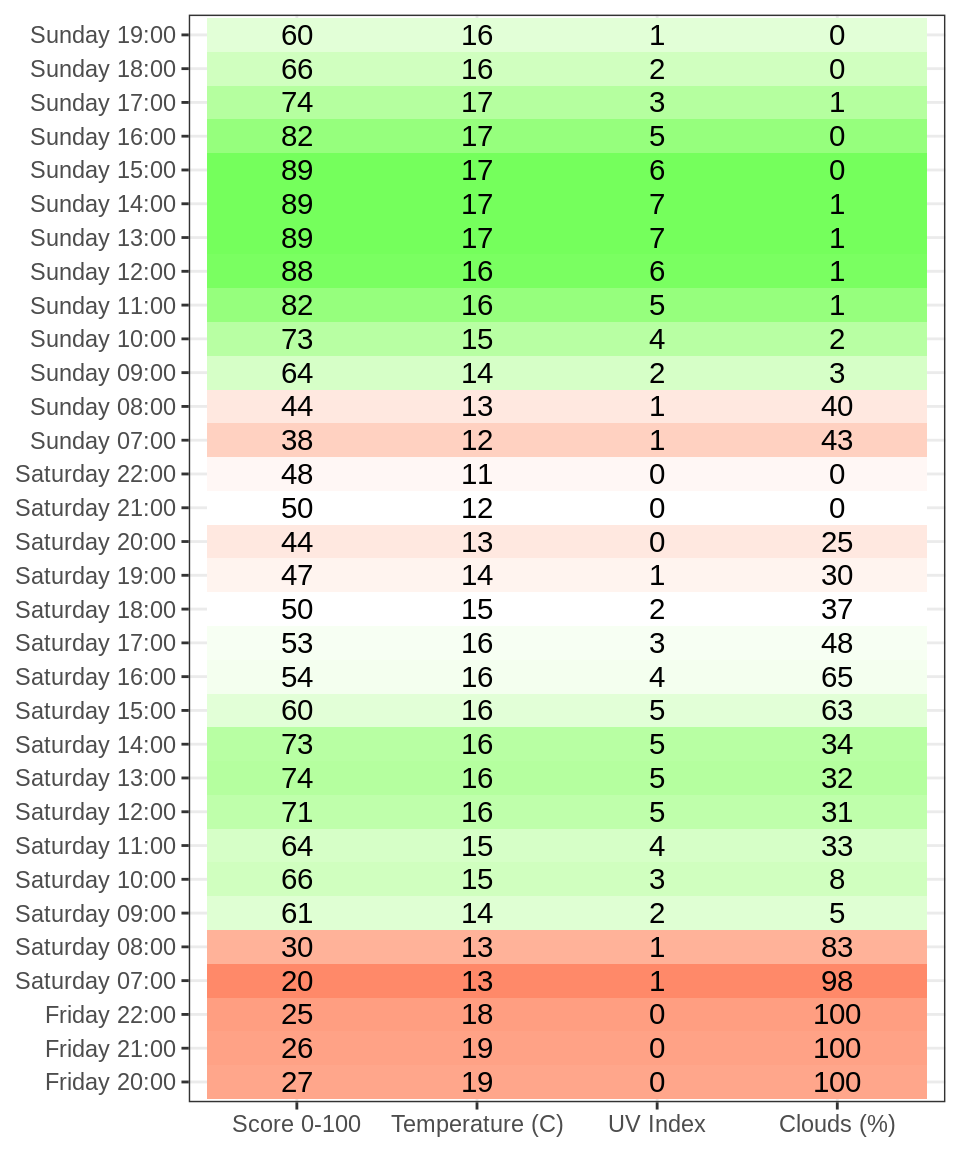 Sunday 19:00 60 16 1 0
Sunday 18:00 66 16 2 0
Sunday 17:00 74 17 3 1
Sunday 16:00 82 17 5 0
Sunday 15:00 89 17 6 0
Sunday 14:00 89 17 7 1
Sunday 13:00 89 17 7 1
Sunday 12:00 88 16 6 1
Sunday 11:00 82 16 5 1
Sunday 10:00 73 15 4 2
Sunday 09:00 64 14 2 3
Sunday 08:00 44 13 1 40
Sunday 07:00 38 12 1 43
Saturday 22:00 48 11 0 0
Saturday 21:00 50 12 0 0
Saturday 20:00 44 13 0 25
Saturday 19:00 47 14 1 30
Saturday 18:00 50 15 2 37
Saturday 17:00 53 16 3 48
Saturday 16:00 54 16 4 65
Saturday 15:00 60 16 5 63
Saturday 14:00 73 16 5 34
Saturday 13:00 74 16 5 32
Saturday 12:00 71 16 5 31
Saturday 11:00 64 15 4 33
Saturday 10:00 66 15 3 8
Saturday 09:00 61 14 2 5
Saturday 08:00 30 13 1 83
Saturday 07:00 20 13 1 98
Friday 22:00 25 18 0 100
Friday 21:00 26 19 0 100
Friday 20:00 27 19 0 100
Score 0-100 Temperature (C) UV Index Clouds (%)